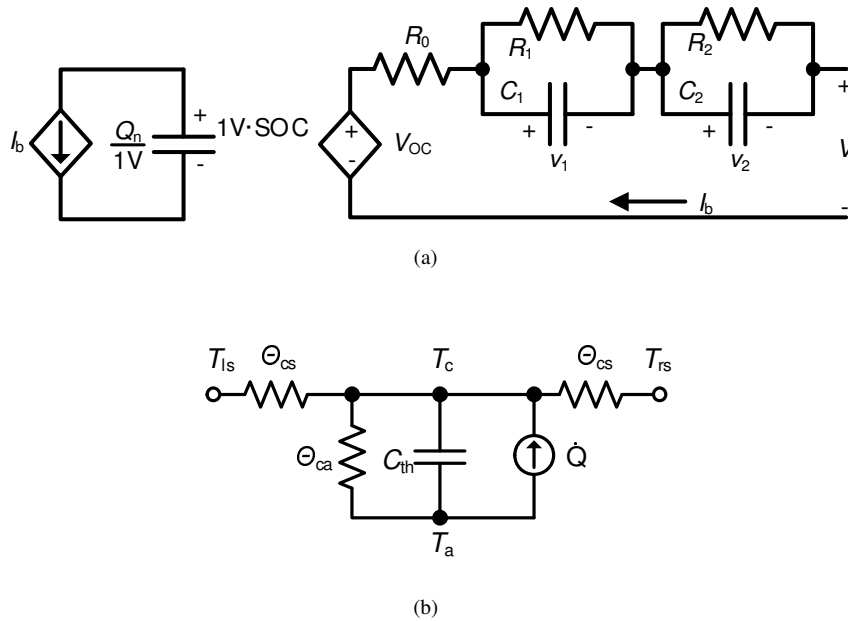 R0
R1
R2
C1
C2
+ -
+ -
v1
v2
Ib
Qn
1V
+
-
1V·SOC
+
-
VOC
+
V
-
Ib
(a)
Tls
Θcs
Tc
Θcs
Trs
Θca
Cth
Q̇
Ta
(b)